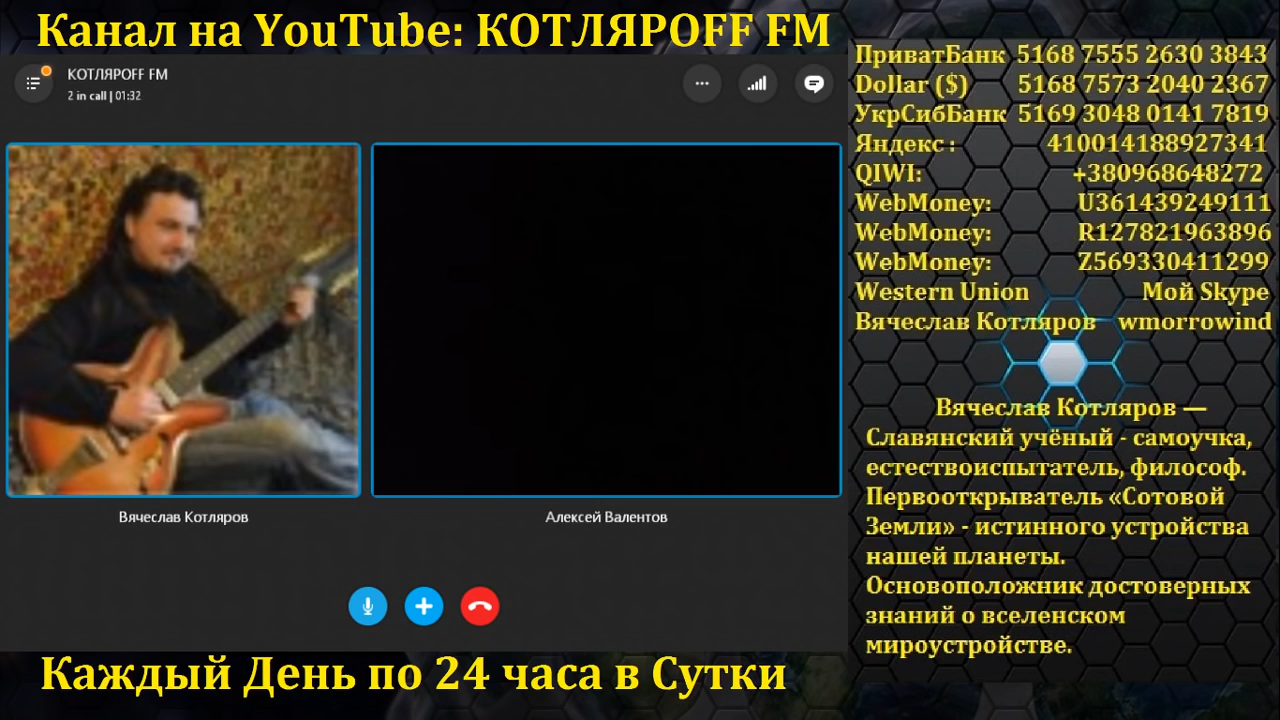 Канал на YouTube: КОТЛЯРОFF FM
КОТЛЯРОFF FM
2 in call | 01:32
Вячеслав Котляров
Алексей Валентов
Каждый День по 24 часа в Сутки
ПриватБанк 5168 7555 2630 3843
Dollar ($) 5168 7573 2040 2367
УкрСибБанк 5169 3048 0141 7819
Яндекс : 410014188927341
QIWI: +380968648272
WebMoney: U361439249111
WebMoney: R127821963896
WebMoney: Z569330411299
Western Union Мой Skype
Вячеслав Котляров wmorrowind
Вячеслав Котляров —
Славянский учёный - самоучка,
естествоиспытатель, философ.
Первооткрыватель «Сотовой
Земли» - истинного устройства
нашей планеты.
Основоположник достоверных
знаний о вселенском
мироустройстве.